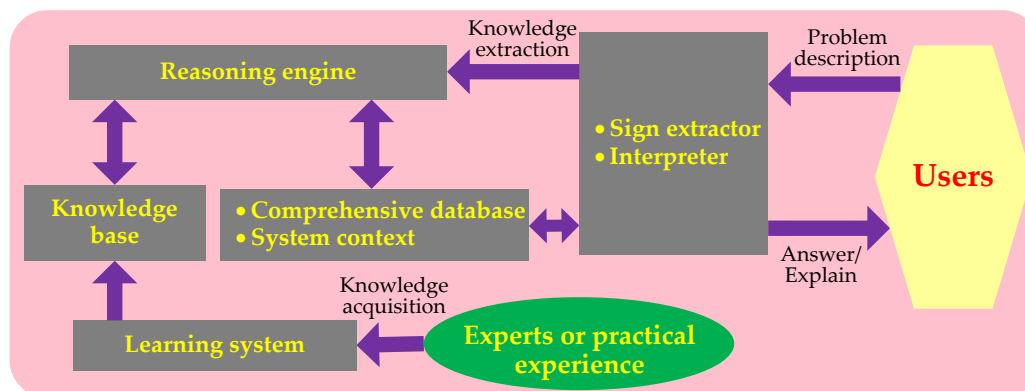 Knowledge
extraction
Problem
description
Reasoning engine
• Sign extractor
• Interpreter
Users
Knowledge
base
• Comprehensive database
• System context
Answer/
Explain
Knowledge
acquisition
Learning system
Experts or practical
experience